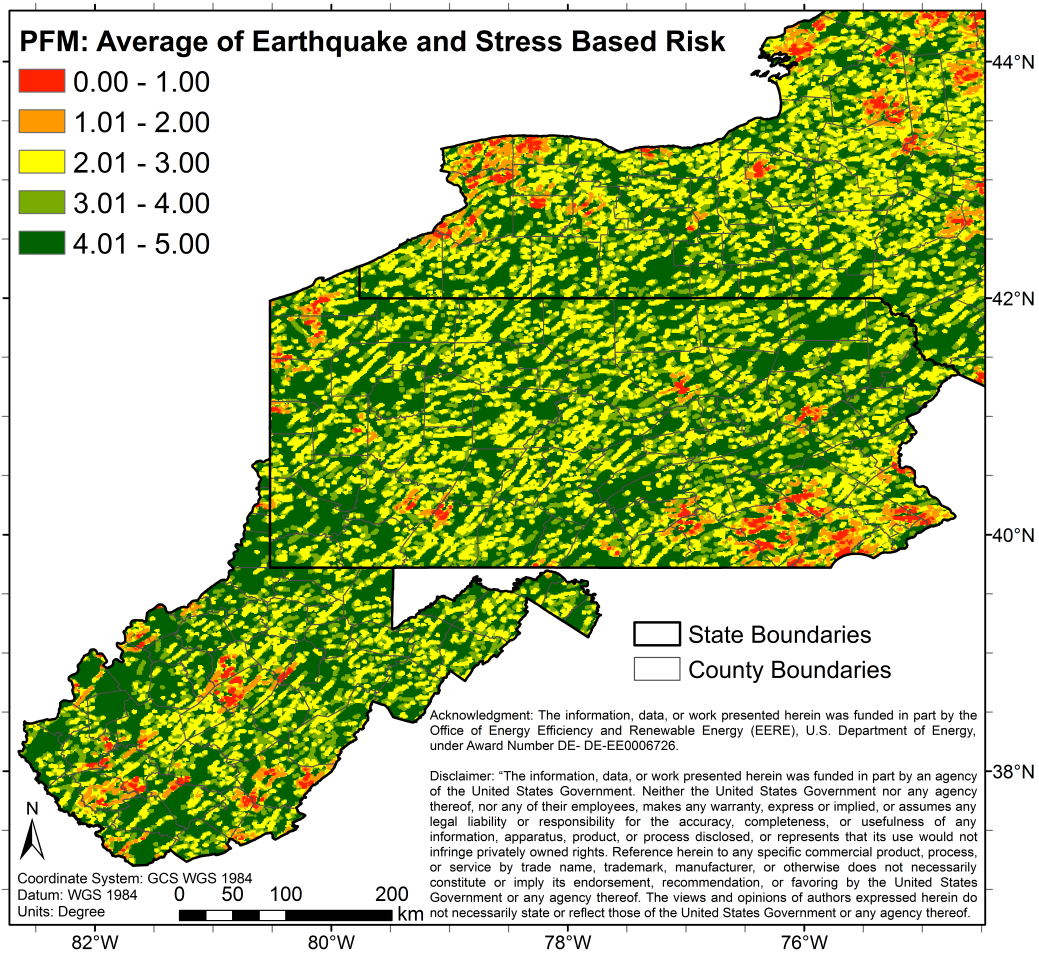 PFM: Average of Earthquake and Stress Based Risk
0.00 - 1.00
1.01 - 2.00
2.01 - 3.00
3.01 - 4.00
4.01 - 5.00
44°N
42°N
40°N
38°N
State Boundaries
County Boundaries
Acknowledgment: The information, data, or work presented herein was funded in part by the
Office of Energy Efficiency and Renewable Energy (EERE), U.S. Department of Energy,
under Award Number DE- DE-EE0006726.
Disclaimer: “The information, data, or work presented herein was funded in part by an agency
of the United States Government. Neither the United States Government nor any agency
thereof, nor any of their employees, makes any warranty, express or implied, or assumes any
legal liability or responsibility for the accuracy, completeness, or usefulness of any
information, apparatus, product, or process disclosed, or represents that its use would not
infringe privately owned rights. Reference herein to any specific commercial product, process,
or service by trade name, trademark, manufacturer, or otherwise does not necessarily
constitute or imply its endorsement, recommendation, or favoring by the United States
Government or any agency thereof. The views and opinions of authors expressed herein do
not necessarily state or reflect those of the United States Government or any agency thereof.
N
Coordinate System: GCS WGS 1984
Datum: WGS 1984
Units: Degree
0 50 100 200
km
82°W 80°W 78°W 76°W